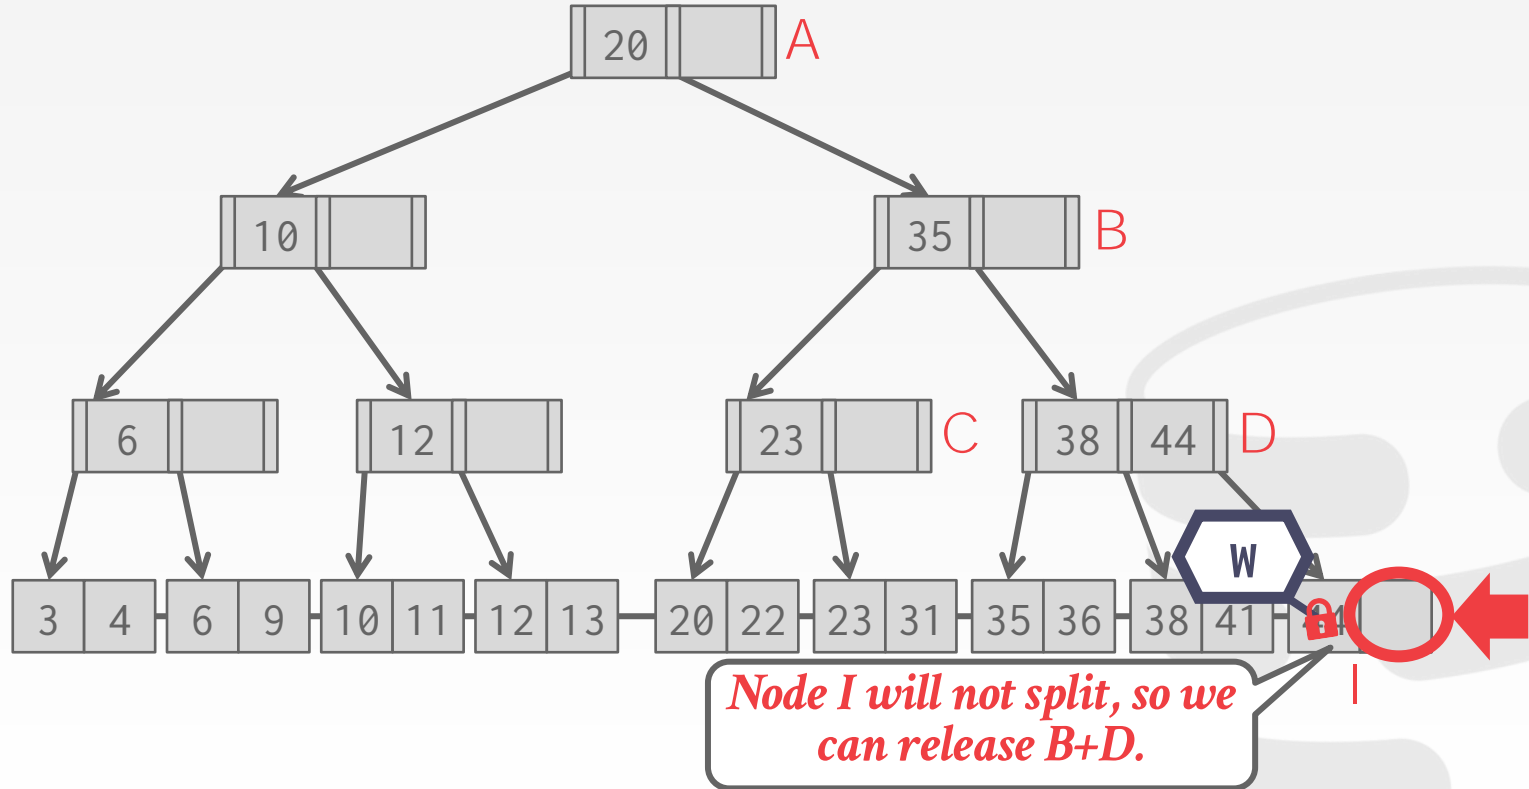 20 A
10 35 B
6 12 23 C 38 44 D
W
3 4 6 9 10 11 12 13 20 22 23 31 35 36 38 41 44
I
Node I will not split, so we
can release B+D.